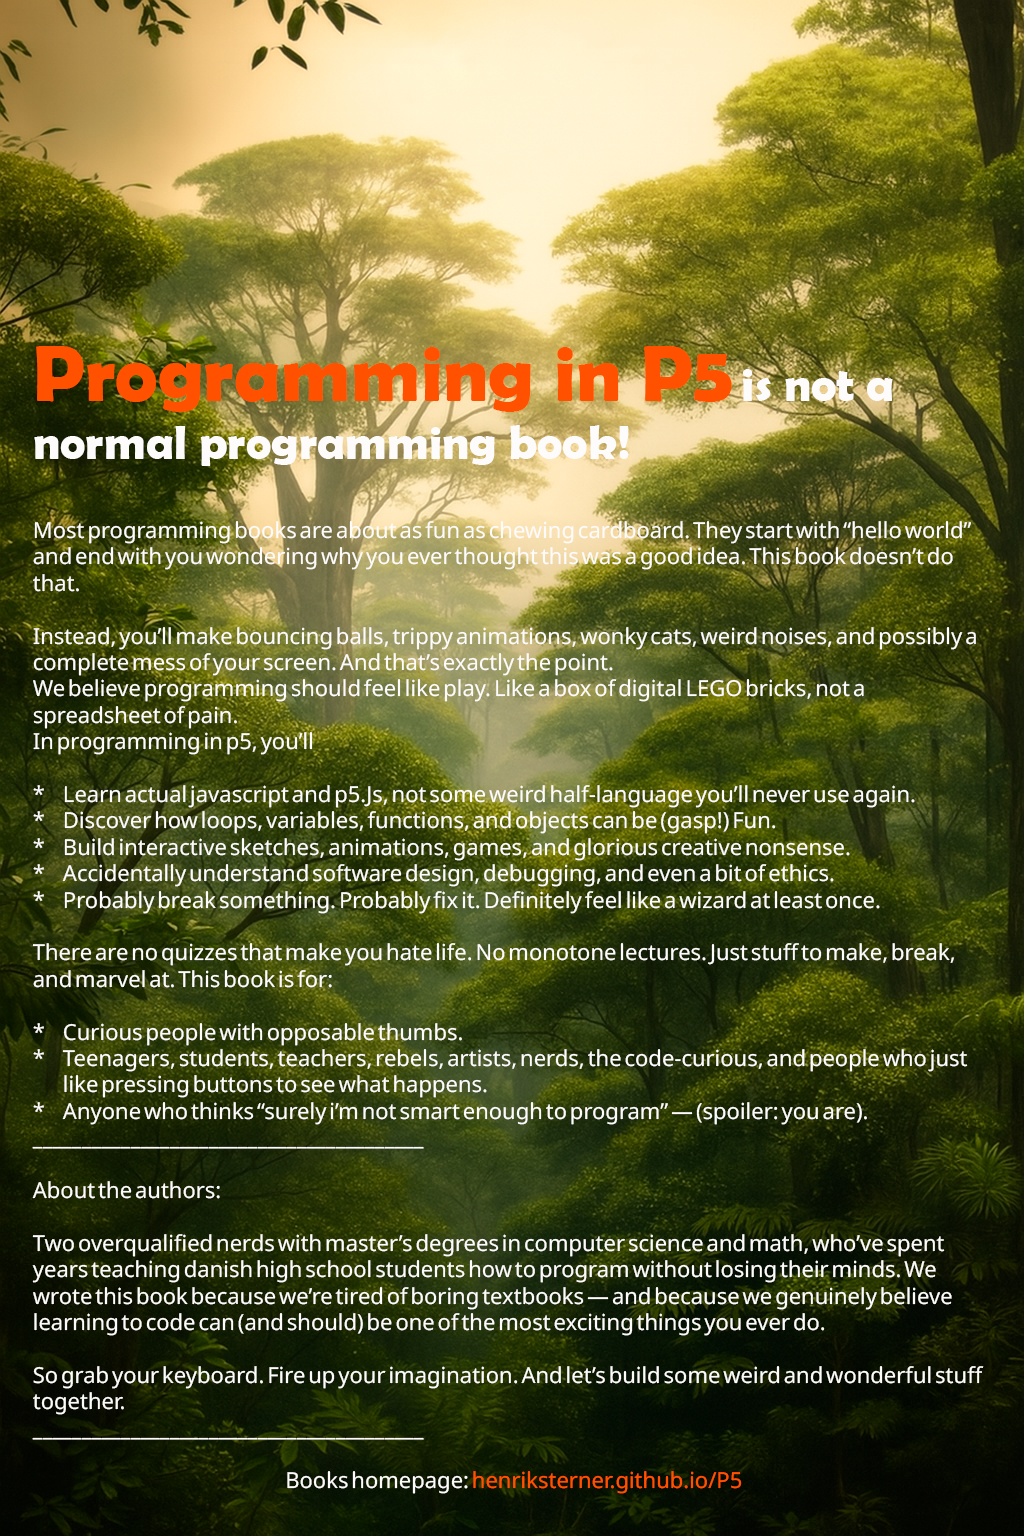 Programming in P5 is not a
normal programming book!
Most programming books are about as fun as chewing cardboard. They start with “hello world”
and end with you wondering why you ever thought this was a good idea. This book doesn’t do
that.
Instead, you’ll make bouncing balls, trippy animations, wonky cats, weird noises, and possibly a
complete mess of your screen. And that’s exactly the point.
We believe programming should feel like play. Like a box of digital LEGO bricks, not a
spreadsheet of pain.
In programming in p5, you’ll
* Learn actual javascript and p5.Js, not some weird half-language you’ll never use again.
* Discover how loops, variables, functions, and objects can be (gasp!) Fun.
* Build interactive sketches, animations, games, and glorious creative nonsense.
* Accidentally understand software design, debugging, and even a bit of ethics.
* Probably break something. Probably fix it. Definitely feel like a wizard at least once.
There are no quizzes that make you hate life. No monotone lectures. Just stuff to make, break,
and marvel at. This book is for:
* Curious people with opposable thumbs.
* Teenagers, students, teachers, rebels, artists, nerds, the code-curious, and people who just
like pressing buttons to see what happens.
* Anyone who thinks “surely i’m not smart enough to program” — (spoiler: you are).
About the authors:
Two overqualified nerds with master’s degrees in computer science and math, who’ve spent
years teaching danish high school students how to program without losing their minds. We
wrote this book because we’re tired of boring textbooks — and because we genuinely believe
learning to code can (and should) be one of the most exciting things you ever do.
So grab your keyboard. Fire up your imagination. And let’s build some weird and wonderful stuff
together.
Books homepage: henriksterner.github.io/P5